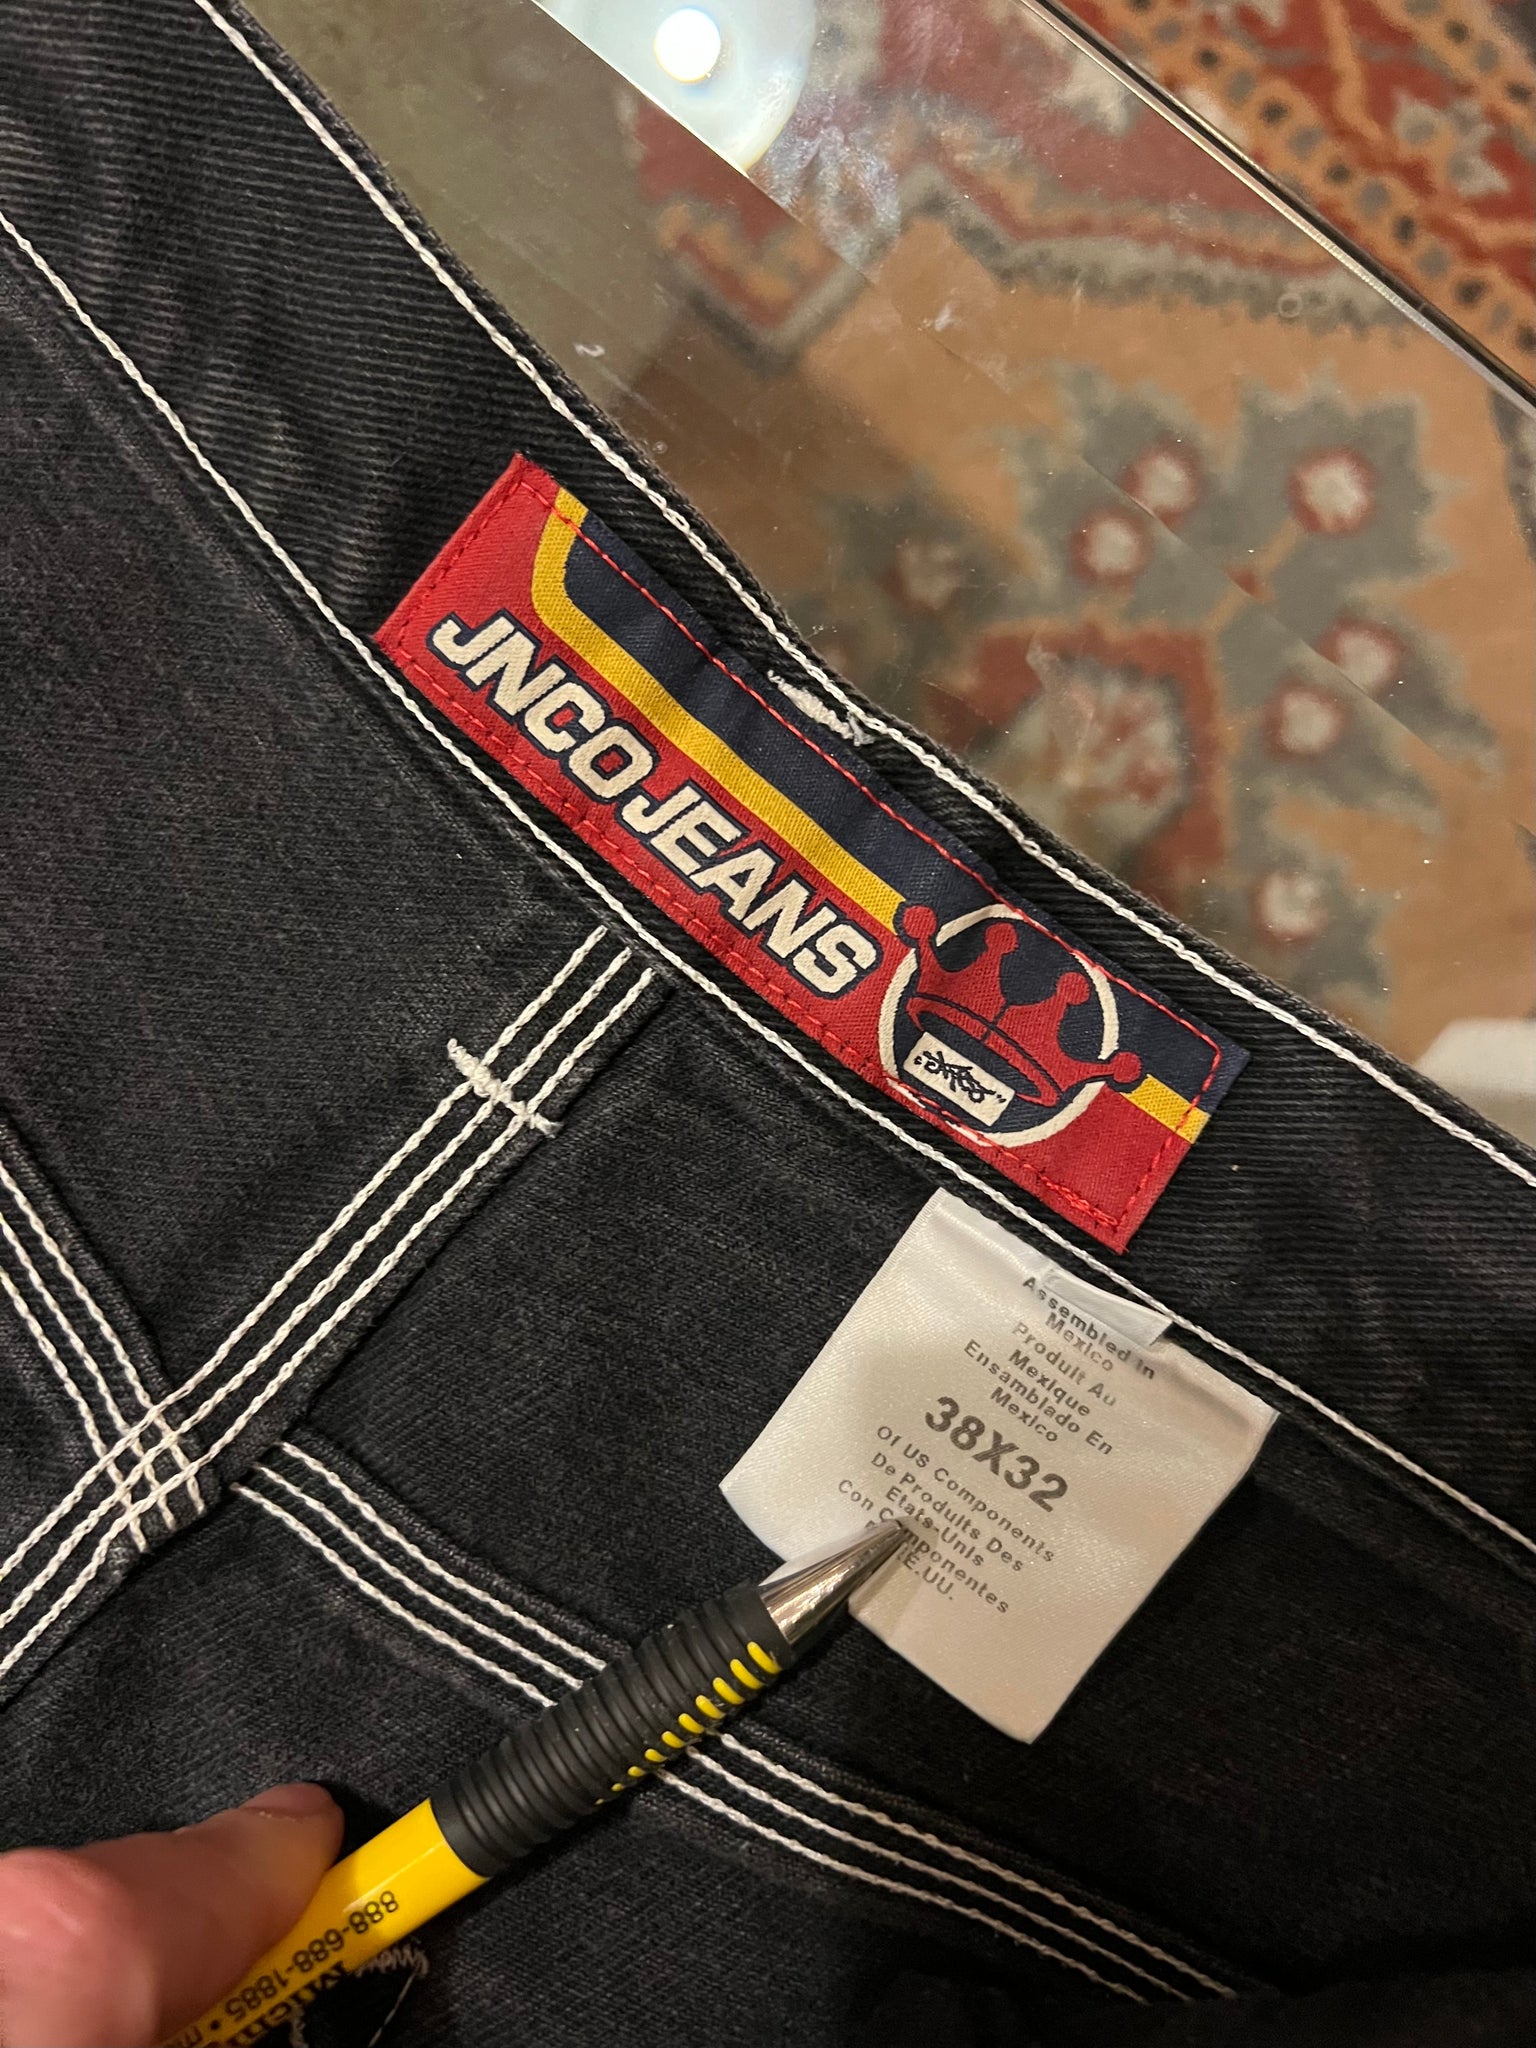 JNCO JEANS
Assembled In
Mexico
Produit Au
Mexique
Ensamblado En
Mexico
38X32
Of US Components
De Produits Des
Etats-Unis
Con Componentes
E.UU.
888-688-1885 •